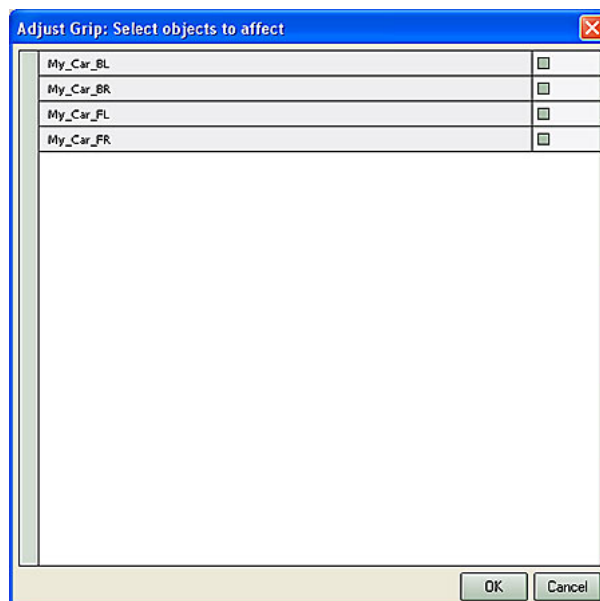 Adjust Grip: Select objects to affect
My_Car_BL
My_Car_BR
My_Car_FL
My_Car_FR
OK Cancel